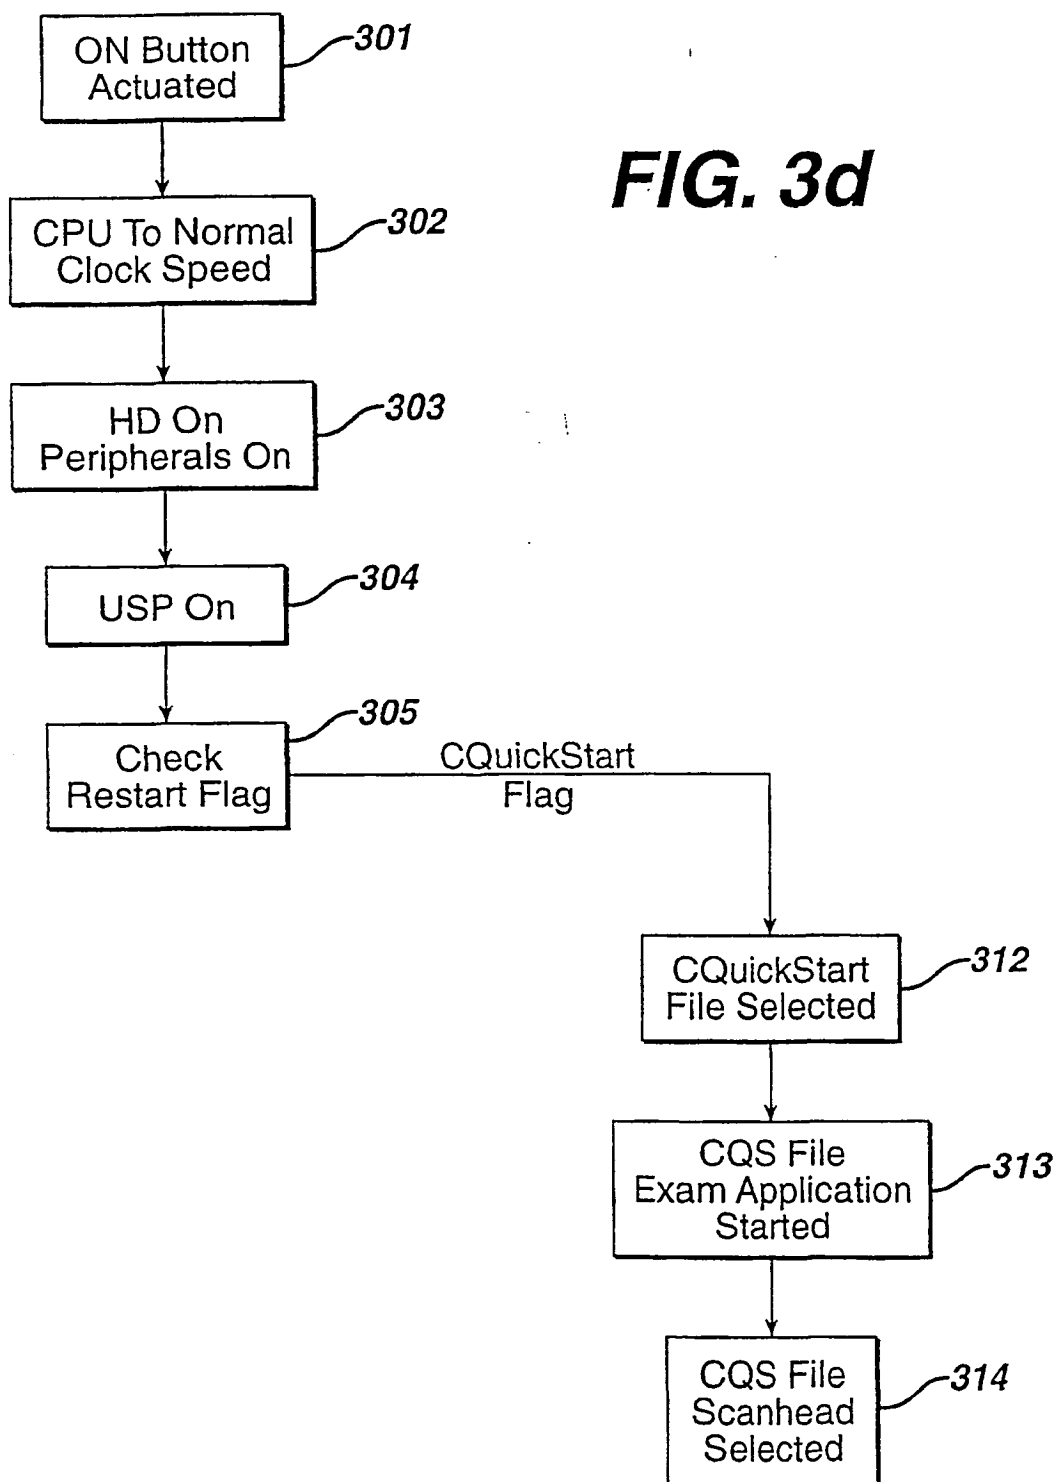 ON Button
Actuated
301
FIG. 3d
CPU To Normal
Clock Speed
302
HD On
Peripherals On
303
USP On
304
Check
Restart Flag
305
CQuickStart
Flag
CQuickStart
File Selected
312
CQS File
Exam Application
Started
313
CQS File
Scanhead
Selected
314